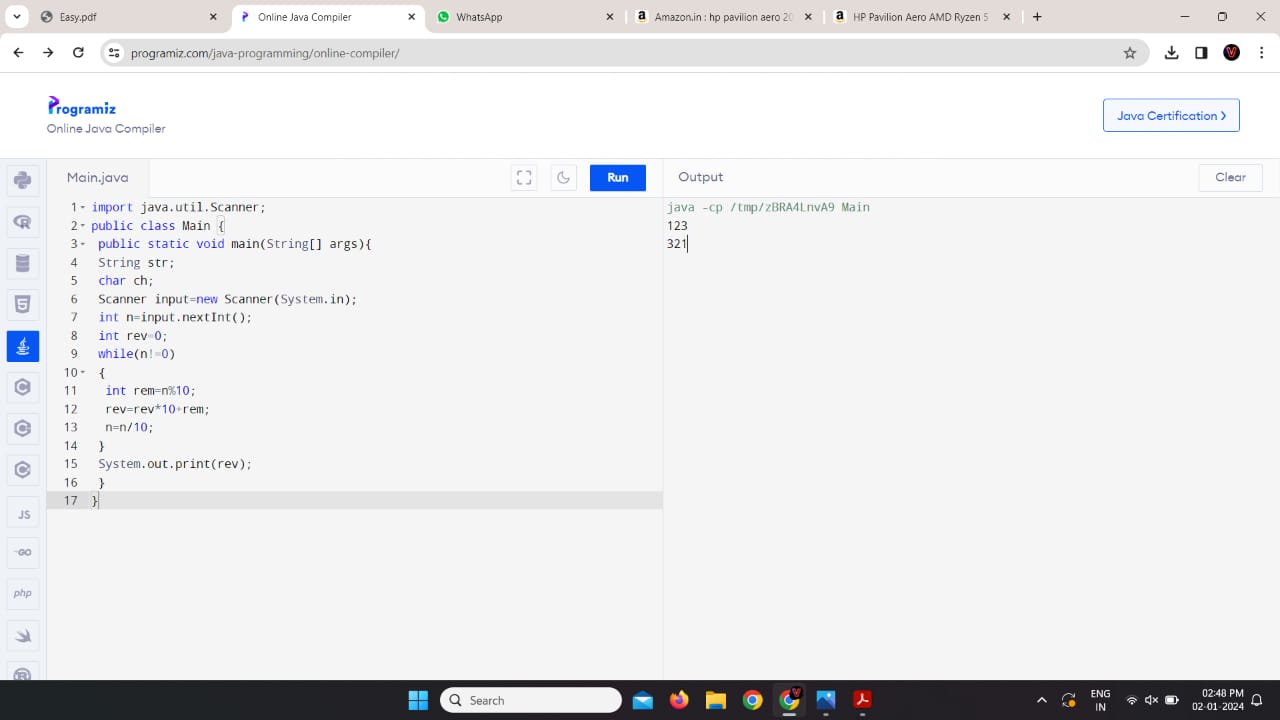 Easy.pdf
Online Java Compiler
WhatsApp
Amazon.in : hp pavilion aero 20
HP Pavilion Aero AMD Ryzen 5
programiz.com/java-programming/online-compiler/
Programiz
Online Java Compiler
Java Certification >
Main.java
Run
Output
Clear
1 import java.util.Scanner;
2 public class Main {
3 public static void main(String[] args){
4 String str;
5 char ch;
6 Scanner input=new Scanner(System.in);
7 int n=input.nextInt();
8 int rev=0;
9 while(n!=0)
10 {
11 int rem=n%10;
12 rev=rev*10+rem;
13 n=n/10;
14 }
15 System.out.print(rev);
16 }
17 }
java -cp /tmp/zBRA4LnvA9 Main
123
321
JS
GO
php
Search
ENG
IN
02:48 PM
02-01-2024